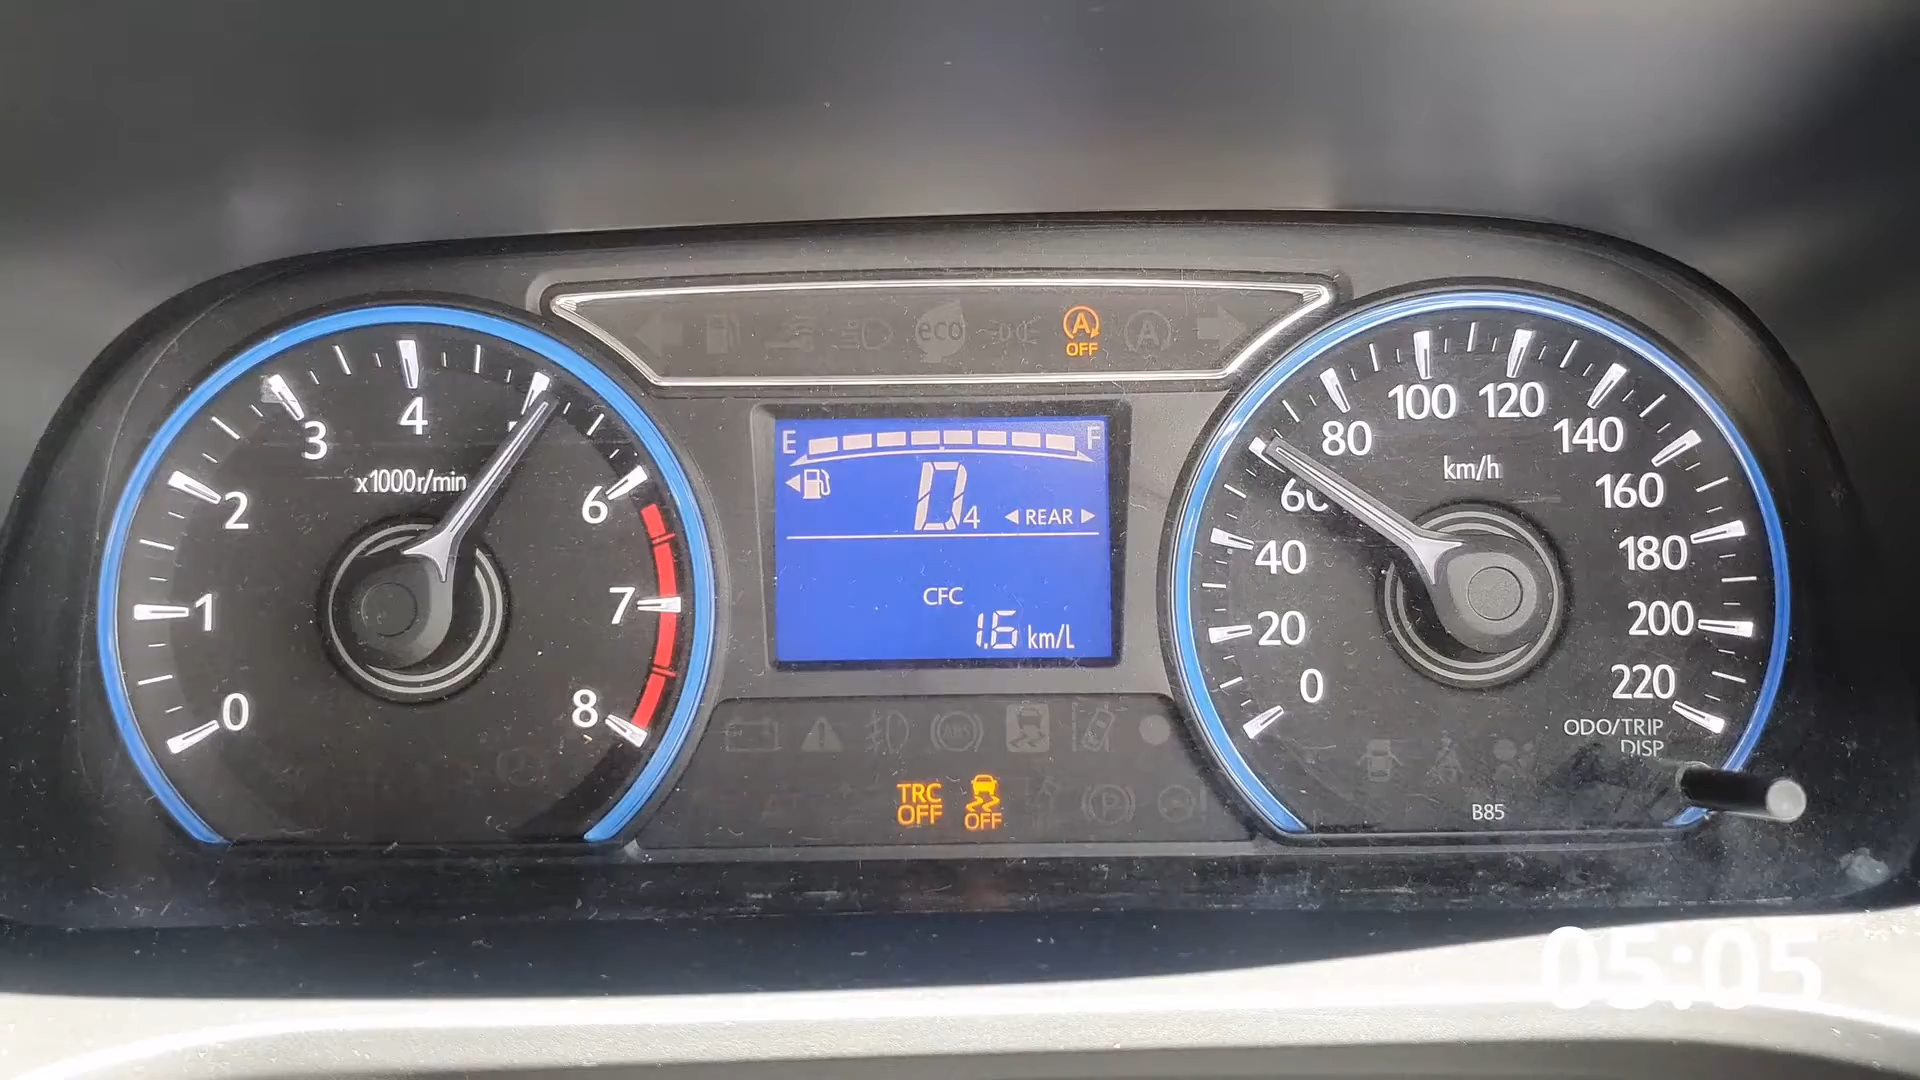 eco
A
OFF
A
0
1
2
3
4
6
7
8
x1000r/min
E
F
D4
REAR
CFC
1.6 km/L
0
20
40
60
80
100
120
140
160
180
200
220
km/h
ODO/TRIP
DISP
B85
ABS
TRC
OFF
OFF
P
05:05